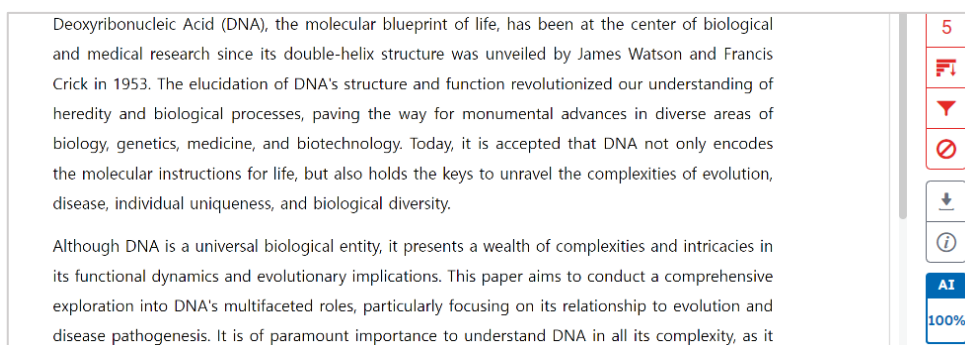 Deoxyribonucleic Acid (DNA), the molecular blueprint of life, has been at the center of biological
and medical research since its double-helix structure was unveiled by James Watson and Francis
Crick in 1953. The elucidation of DNA's structure and function revolutionized our understanding of
heredity and biological processes, paving the way for monumental advances in diverse areas of
biology, genetics, medicine, and biotechnology. Today, it is accepted that DNA not only encodes
the molecular instructions for life, but also holds the keys to unravel the complexities of evolution,
disease, individual uniqueness, and biological diversity.
Although DNA is a universal biological entity, it presents a wealth of complexities and intricacies in
its functional dynamics and evolutionary implications. This paper aims to conduct a comprehensive
exploration into DNA's multifaceted roles, particularly focusing on its relationship to evolution and
disease pathogenesis. It is of paramount importance to understand DNA in all its complexity, as it
5
AI
100%